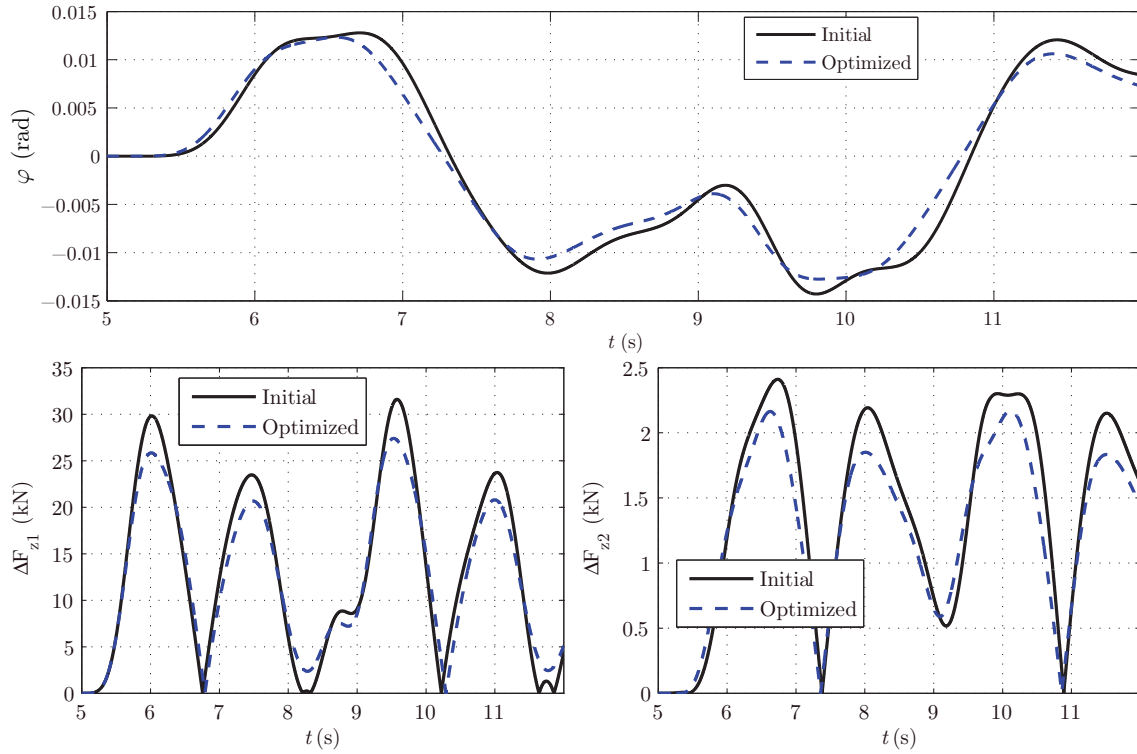 0.015
0.01
0.005
0
−0.005
−0.01
−0.015
φ (rad)
Initial
Optimized
5 6 7 8 9 10 11
t (s)
35
30
25
20
15
10
5
0
ΔF_z1 (kN)
Initial
Optimized
5 6 7 8 9 10 11
t (s)
2.5
2
1.5
1
0.5
0
ΔF_z2 (kN)
Initial
Optimized
5 6 7 8 9 10 11
t (s)